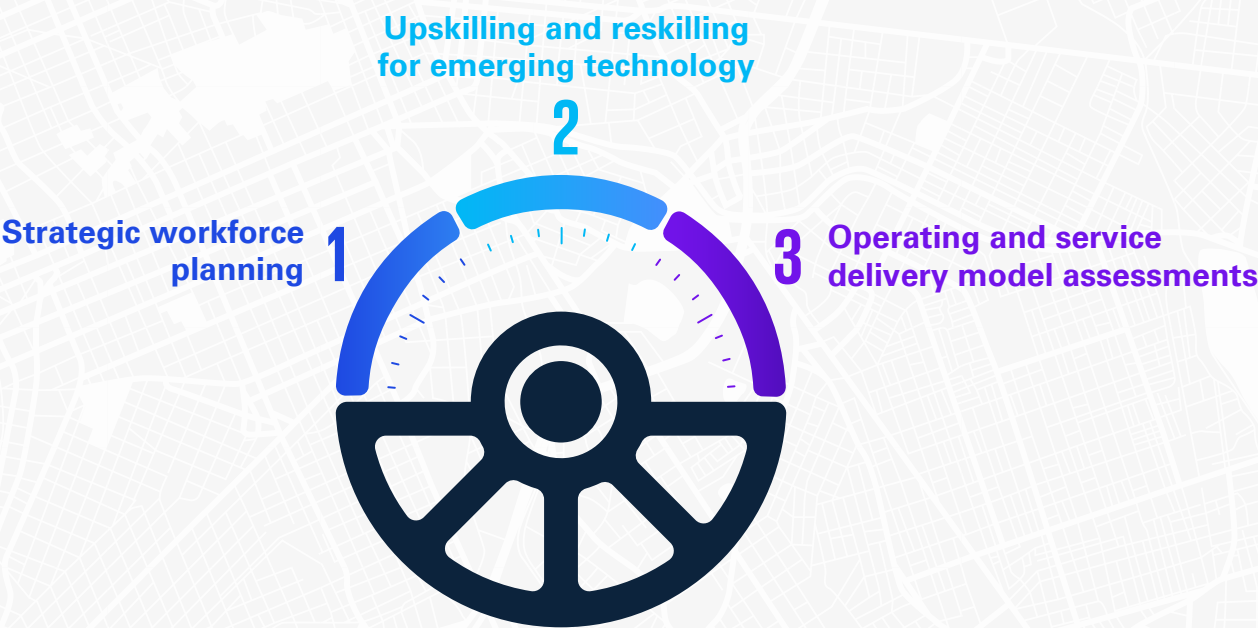 Upskilling and reskilling
for emerging technology
2
Strategic workforce
planning
1
3
Operating and service
delivery model assessments